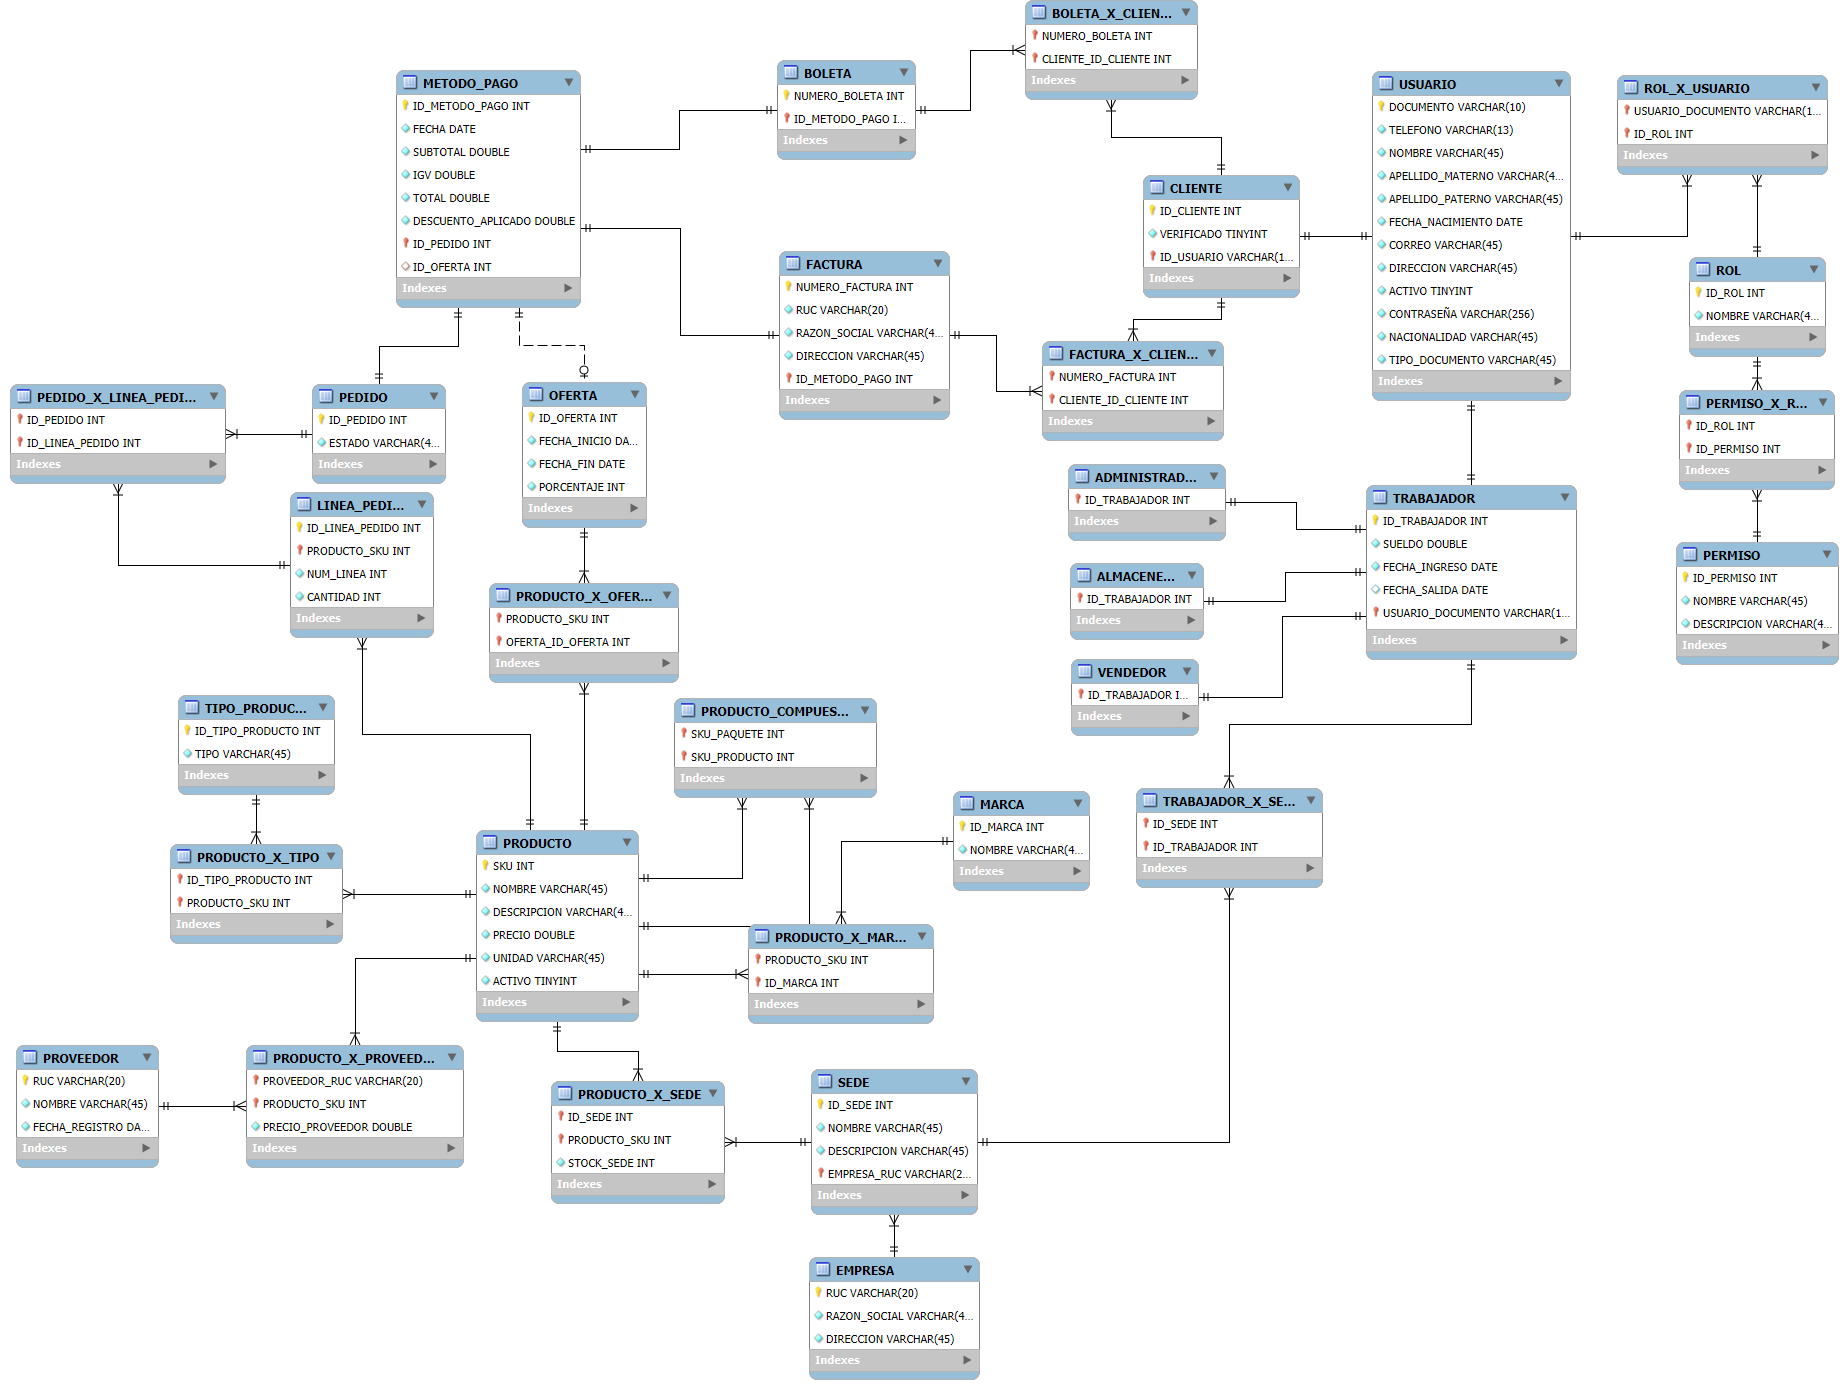 BOLETA_X_CLIEN...
NUMERO_BOLETA INT
CLIENTE_ID_CLIENTE INT
Indexes
METODO_PAGO
ID_METODO_PAGO INT
FECHA DATE
SUBTOTAL DOUBLE
IGV DOUBLE
TOTAL DOUBLE
DESCUENTO_APLICADO DOUBLE
ID_PEDIDO INT
ID_OFERTA INT
Indexes
BOLETA
NUMERO_BOLETA INT
ID_METODO_PAGO I...
Indexes
USUARIO
DOCUMENTO VARCHAR(10)
TELEFONO VARCHAR(13)
NOMBRE VARCHAR(45)
APELLIDO_MATERNO VARCHAR(4...
APELLIDO_PATERNO VARCHAR(45)
FECHA_NACIMIENTO DATE
CORREO VARCHAR(45)
DIRECCION VARCHAR(45)
ACTIVO TINYINT
CONTRASEÑA VARCHAR(256)
NACIONALIDAD VARCHAR(45)
TIPO_DOCUMENTO VARCHAR(45)
Indexes
ROL_X_USUARIO
USUARIO_DOCUMENTO VARCHAR(1...
ID_ROL INT
Indexes
CLIENTE
ID_CLIENTE INT
VERIFICADO TINYINT
ID_USUARIO VARCHAR(1...
Indexes
FACTURA
NUMERO_FACTURA INT
RUC VARCHAR(20)
RAZON_SOCIAL VARCHAR(4...
DIRECCION VARCHAR(45)
ID_METODO_PAGO INT
Indexes
ROL
ID_ROL INT
NOMBRE VARCHAR(4...
Indexes
FACTURA_X_CLIEN...
NUMERO_FACTURA INT
CLIENTE_ID_CLIENTE INT
Indexes
PEDIDO_X_LINEA_PEDI...
ID_PEDIDO INT
ID_LINEA_PEDIDO INT
Indexes
PEDIDO
ID_PEDIDO INT
ESTADO VARCHAR(4...
Indexes
OFERTA
ID_OFERTA INT
FECHA_INICIO DA...
FECHA_FIN DATE
PORCENTAJE INT
Indexes
PERMISO_X_R...
ID_ROL INT
ID_PERMISO INT
Indexes
ADMINISTRAD...
ID_TRABAJADOR INT
Indexes
LINEA_PEDI...
ID_LINEA_PEDIDO INT
PRODUCTO_SKU INT
NUM_LINEA INT
CANTIDAD INT
Indexes
TRABAJADOR
ID_TRABAJADOR INT
SUELDO DOUBLE
FECHA_INGRESO DATE
FECHA_SALIDA DATE
USUARIO_DOCUMENTO VARCHAR(1...
Indexes
PERMISO
ID_PERMISO INT
NOMBRE VARCHAR(45)
DESCRIPCION VARCHAR(4...
Indexes
ALMACENE...
ID_TRABAJADOR INT
Indexes
PRODUCTO_X_OFER...
PRODUCTO_SKU INT
OFERTA_ID_OFERTA INT
Indexes
VENDEDOR
ID_TRABAJADOR I...
Indexes
TIPO_PRODUC...
ID_TIPO_PRODUCTO INT
TIPO VARCHAR(45)
Indexes
PRODUCTO_COMPUES...
SKU_PAQUETE INT
SKU_PRODUCTO INT
Indexes
MARCA
ID_MARCA INT
NOMBRE VARCHAR(4...
Indexes
TRABAJADOR_X_SE...
ID_SEDE INT
ID_TRABAJADOR INT
Indexes
PRODUCTO_X_TIPO
ID_TIPO_PRODUCTO INT
PRODUCTO_SKU INT
Indexes
PRODUCTO
SKU INT
NOMBRE VARCHAR(45)
DESCRIPCION VARCHAR(4...
PRECIO DOUBLE
UNIDAD VARCHAR(45)
ACTIVO TINYINT
Indexes
PRODUCTO_X_MAR...
PRODUCTO_SKU INT
ID_MARCA INT
Indexes
PROVEEDOR
RUC VARCHAR(20)
NOMBRE VARCHAR(45)
FECHA_REGISTRO DA...
Indexes
PRODUCTO_X_PROVEED...
PROVEEDOR_RUC VARCHAR(20)
PRODUCTO_SKU INT
PRECIO_PROVEEDOR DOUBLE
Indexes
PRODUCTO_X_SEDE
ID_SEDE INT
PRODUCTO_SKU INT
STOCK_SEDE INT
Indexes
SEDE
ID_SEDE INT
NOMBRE VARCHAR(45)
DESCRIPCION VARCHAR(45)
EMPRESA_RUC VARCHAR(2...
Indexes
EMPRESA
RUC VARCHAR(20)
RAZON_SOCIAL VARCHAR(4...
DIRECCION VARCHAR(45)
Indexes